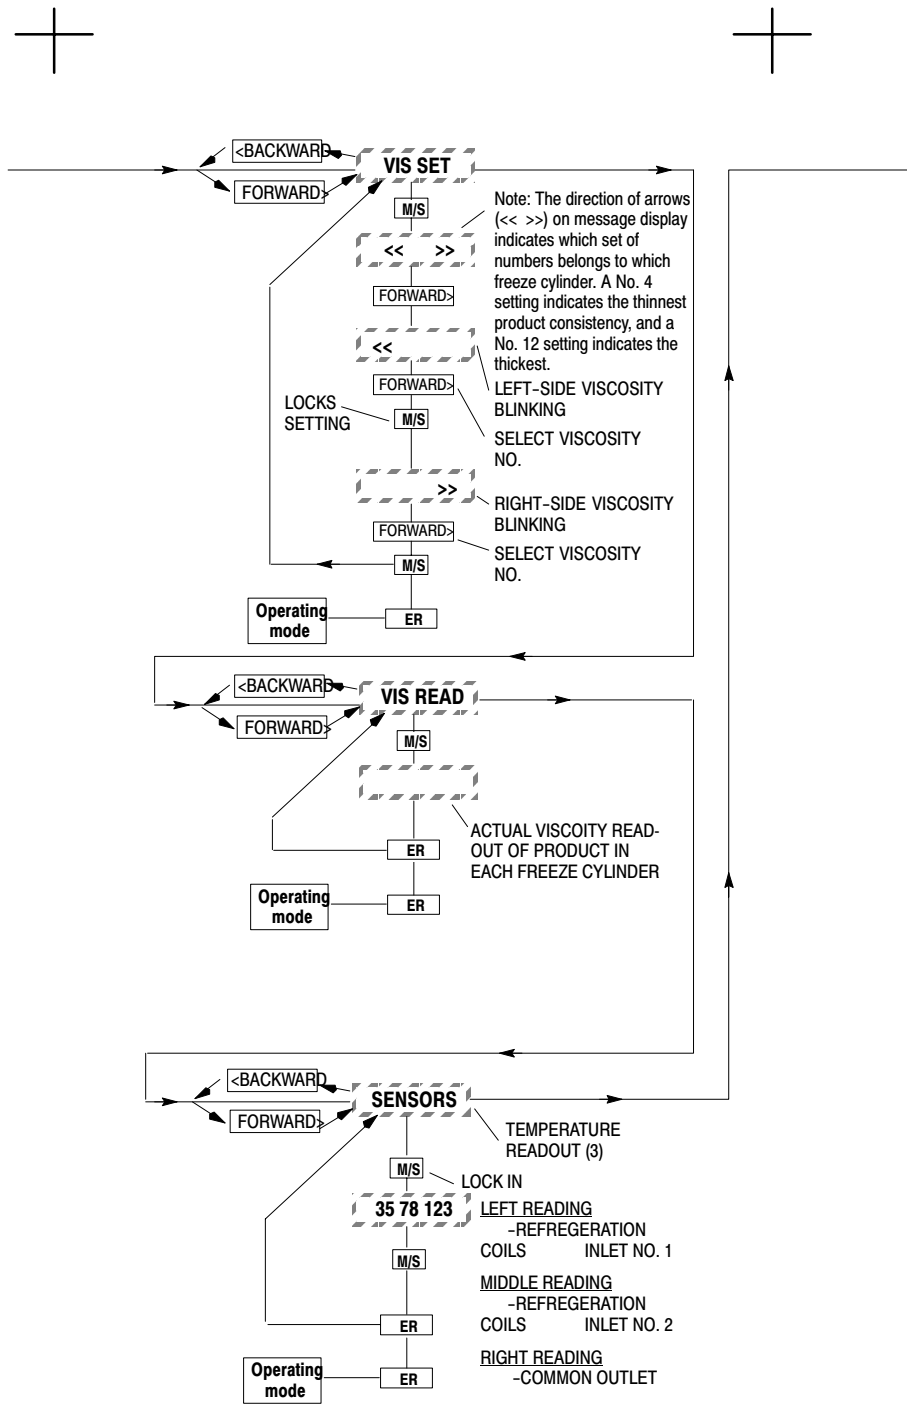 <BACKWARD
VIS SET
FORWARD>
M/S
Note: The direction of arrows
(<< >>) on message display
indicates which set of
numbers belongs to which
freeze cylinder. A No. 4
setting indicates the thinnest
product consistency, and a
No. 12 setting indicates the
thickest.
<< >>
FORWARD>
<<
LEFT-SIDE VISCOSITY
BLINKING
FORWARD>
LOCKS
SETTING
M/S
SELECT VISCOSITY
NO.
>>
RIGHT-SIDE VISCOSITY
BLINKING
FORWARD>
SELECT VISCOSITY
NO.
M/S
Operating
mode
ER
<BACKWARD
VIS READ
FORWARD>
M/S
ACTUAL VISCOITY READ-
OUT OF PRODUCT IN
EACH FREEZE CYLINDER
ER
Operating
mode
ER
<BACKWARD
SENSORS
FORWARD>
TEMPERATURE
READOUT (3)
M/S
LOCK IN
35 78 123
LEFT READING
-REFREGERATION
COILS INLET NO. 1
M/S
MIDDLE READING
-REFREGERATION
COILS INLET NO. 2
ER
RIGHT READING
-COMMON OUTLET
Operating
mode
ER